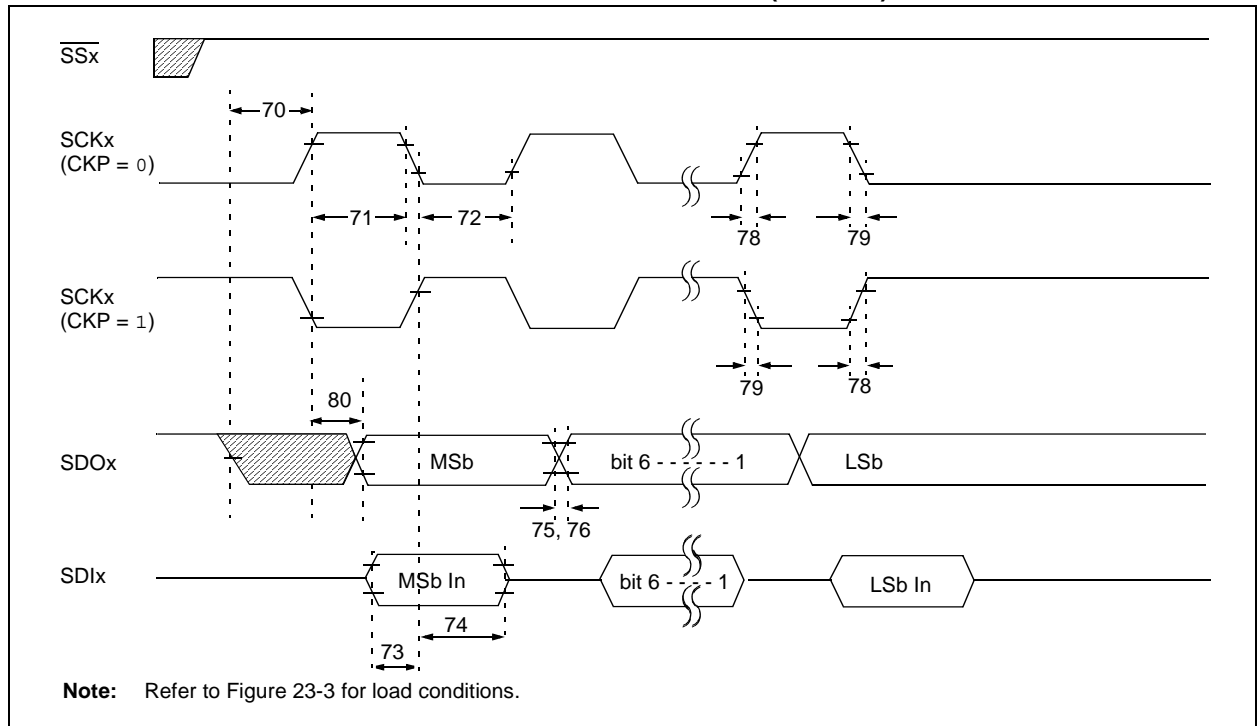 SSx
70
SCKx
(CKP = 0)
71
72
78
79
SCKx
(CKP = 1)
79
78
80
SDOx
MSb
bit 6 - - - - - - 1
LSb
75, 76
SDIx
MSb In
bit 6 - - - - 1
LSb In
74
73
Note: Refer to Figure 23-3 for load conditions.